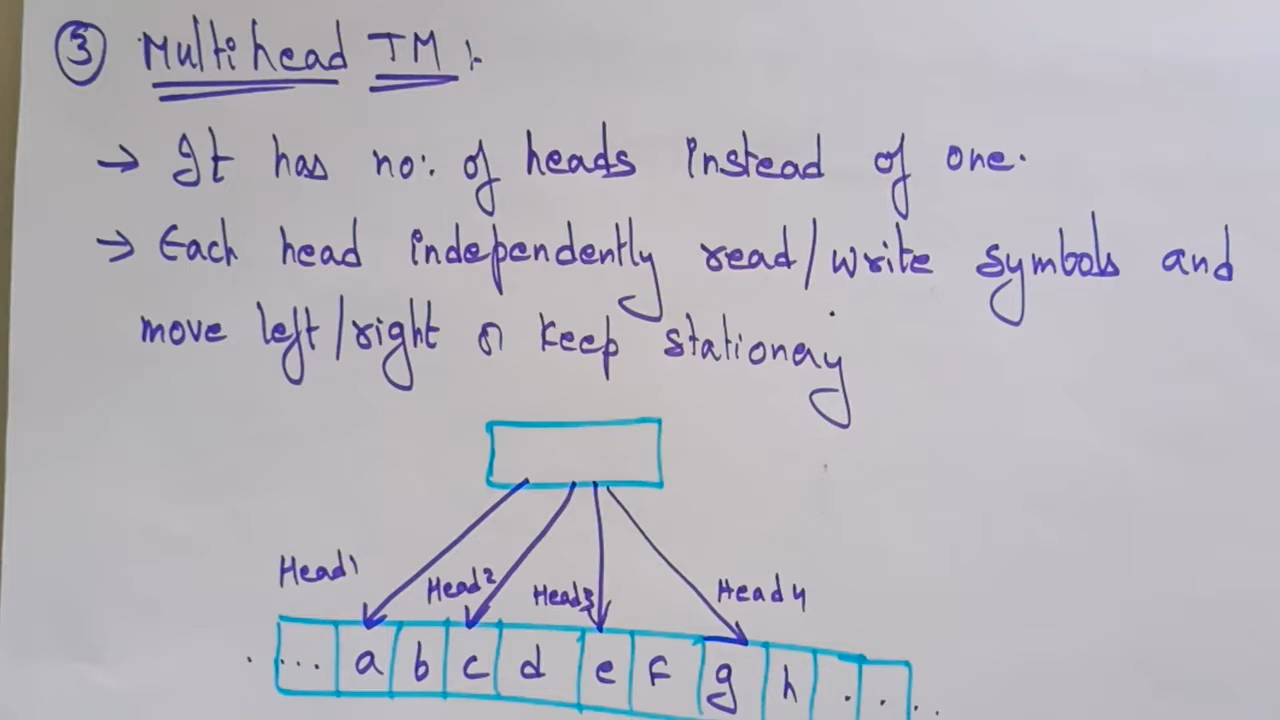 ③ Multihead TM :-
→ It has no: of heads instead of one.
→ Each head independently read/write symbols and
move left/right or keep stationery
Head1 Head2 Head3 Head4
... a b c d e f g h . . . .